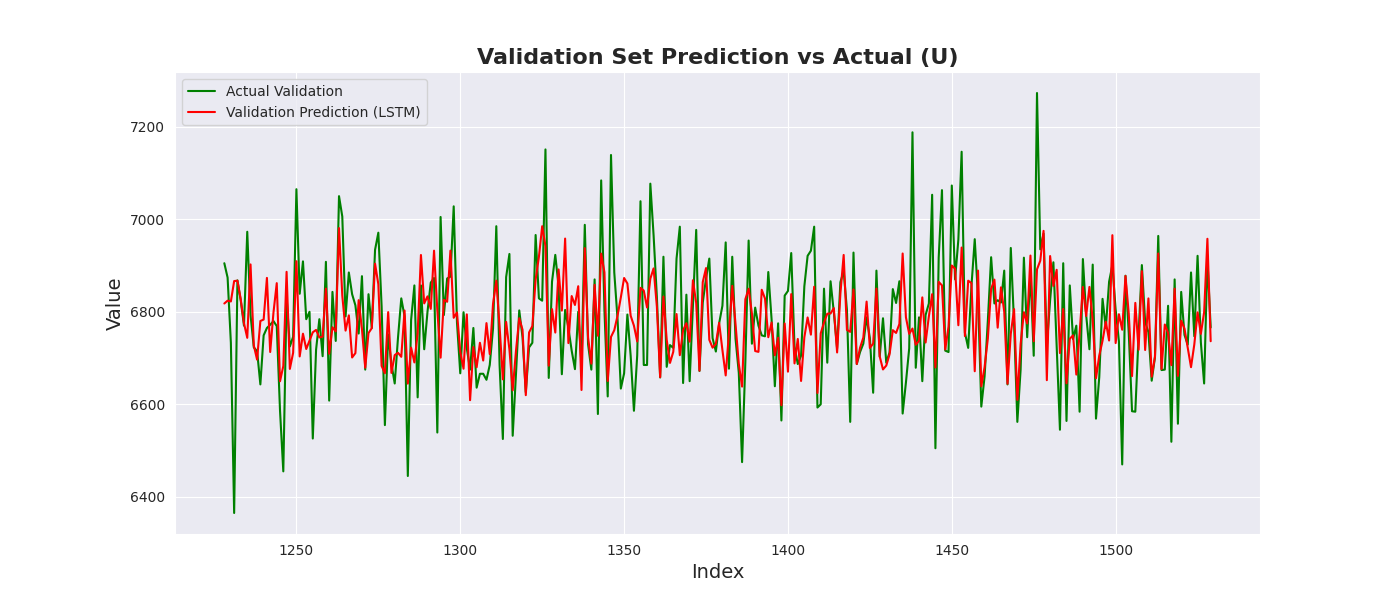 Validation Set Prediction vs Actual (U)
Actual Validation
Validation Prediction (LSTM)
7200
7000
6800
6600
6400
Value
1250 1300 1350 1400 1450 1500
Index